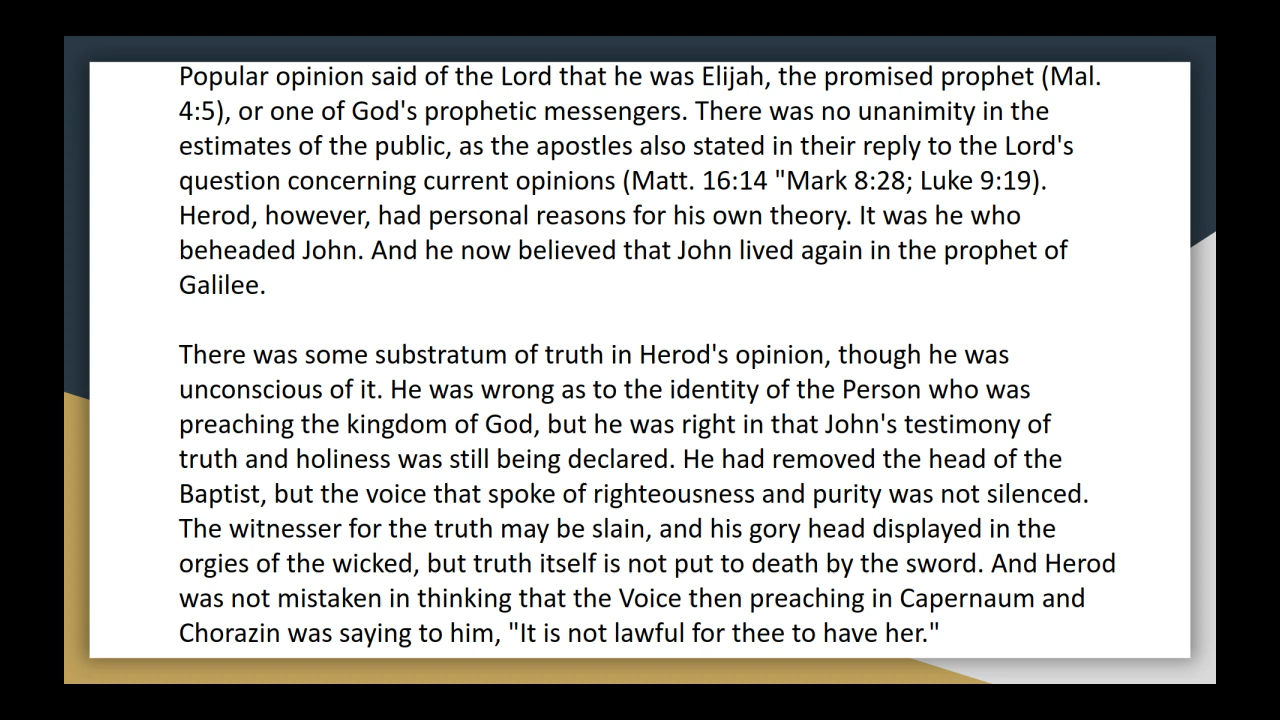 Popular opinion said of the Lord that he was Elijah, the promised prophet (Mal.
4:5), or one of God's prophetic messengers. There was no unanimity in the
estimates of the public, as the apostles also stated in their reply to the Lord's
question concerning current opinions (Matt. 16:14 "Mark 8:28; Luke 9:19).
Herod, however, had personal reasons for his own theory. It was he who
beheaded John. And he now believed that John lived again in the prophet of
Galilee.
There was some substratum of truth in Herod's opinion, though he was
unconscious of it. He was wrong as to the identity of the Person who was
preaching the kingdom of God, but he was right in that John's testimony of
truth and holiness was still being declared. He had removed the head of the
Baptist, but the voice that spoke of righteousness and purity was not silenced.
The witnesser for the truth may be slain, and his gory head displayed in the
orgies of the wicked, but truth itself is not put to death by the sword. And Herod
was not mistaken in thinking that the Voice then preaching in Capernaum and
Chorazin was saying to him, "It is not lawful for thee to have her."